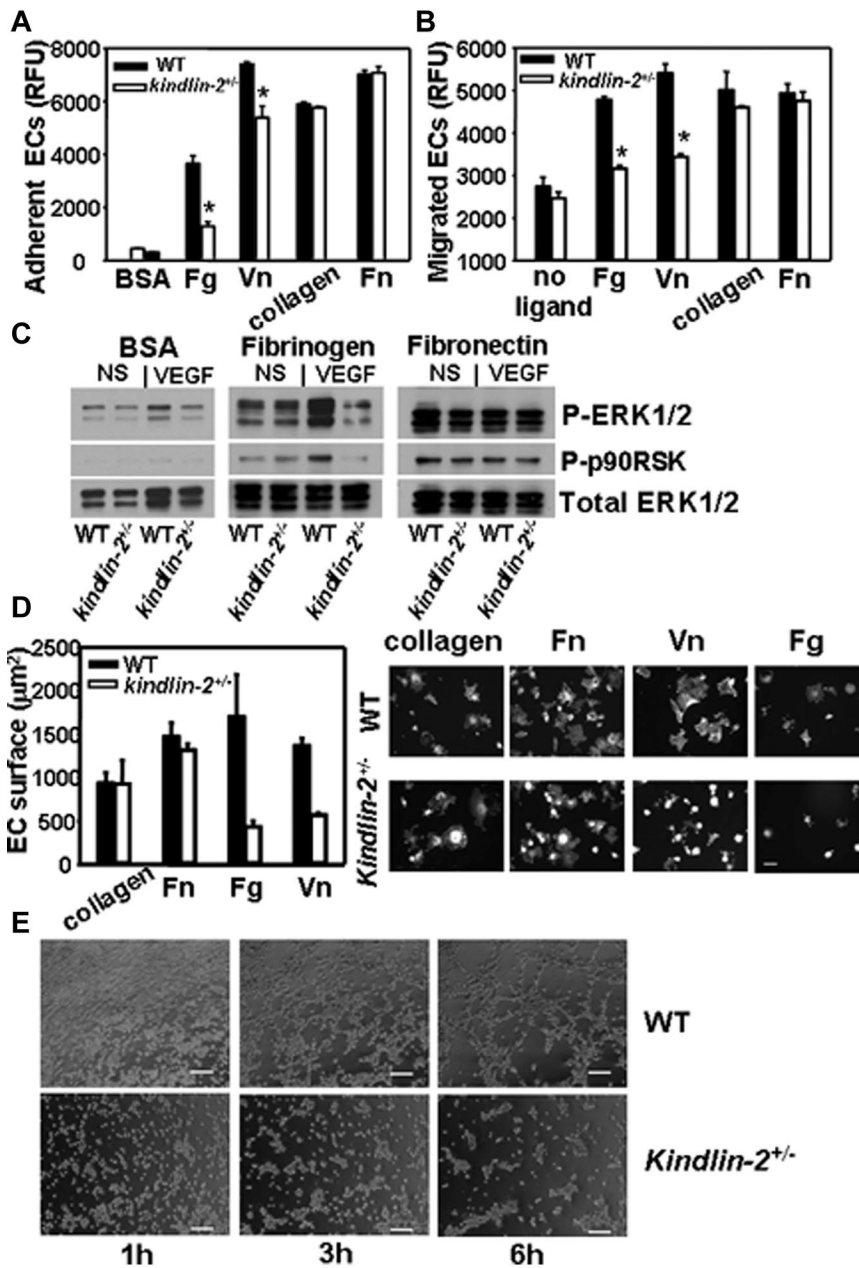 A
Adherent ECs (RFU)
8000
6000
4000
2000
0
WT
kindlin-2+/-
*
*
BSA Fg Vn collagen Fn
B
Migrated ECs (RFU)
6000
5000
4000
3000
2000
1000
WT
kindlin-2+/-
*
*
no ligand Fg Vn collagen Fn
C
BSA Fibrinogen Fibronectin
NS | VEGF NS | VEGF NS | VEGF
P-ERK1/2
P-p90RSK
Total ERK1/2
WT kindlin-2+/- WT kindlin-2+/- WT kindlin-2+/- WT kindlin-2+/- WT kindlin-2+/- WT kindlin-2+/-
D
EC surface (μm²)
2500
2000
1500
1000
500
0
WT
kindlin-2+/-
collagen Fn Fg Vn
collagen Fn Vn Fg
WT
Kindlin-2+/-
E
WT
Kindlin-2+/-
1h 3h 6h